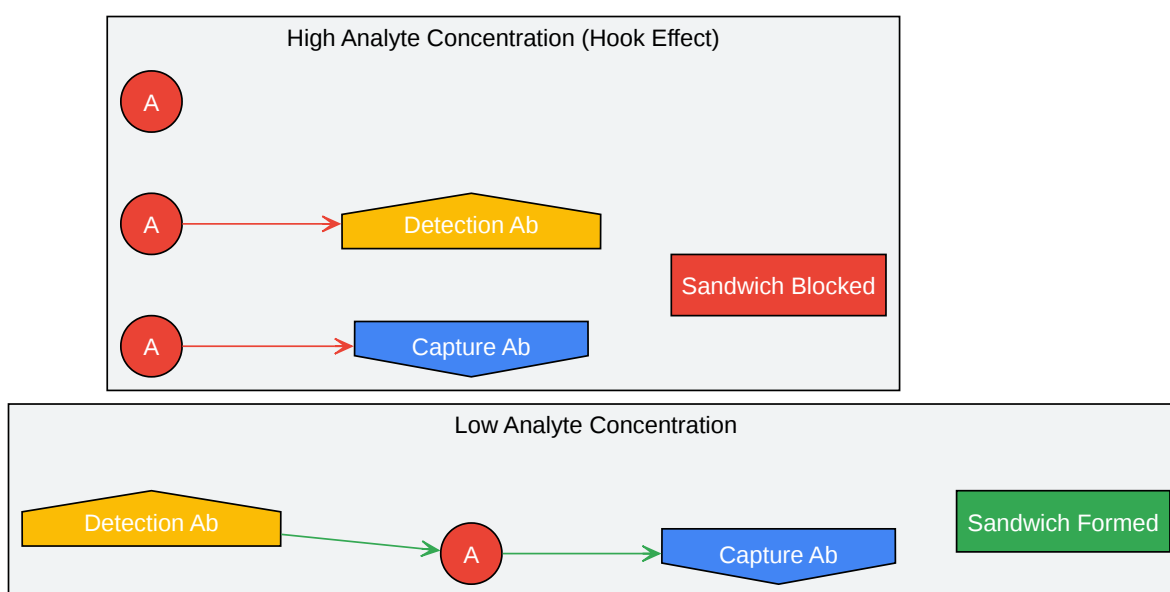 High Analyte Concentration (Hook Effect)
A
A
Detection Ab
Sandwich Blocked
A
Capture Ab
Low Analyte Concentration
Detection Ab
A
Capture Ab
Sandwich Formed